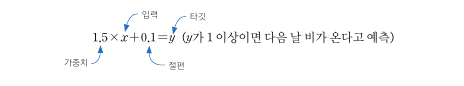 입력 타깃
1.5×x+0.1=y (y가 1 이상이면 다음 날 비가 온다고 예측)
가중치 절편